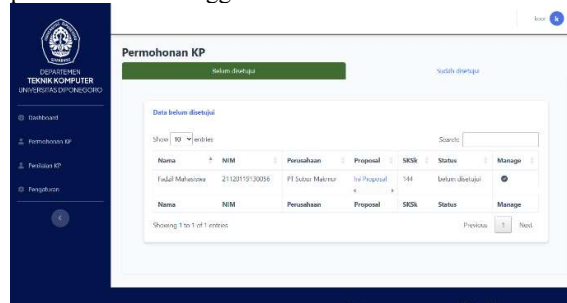 koor k
DEPARTEMEN
TEKNIK KOMPUTER
UNIVERSITAS DIPONEGORO
Dashboard
Permohonan KP
Penilaian KP
Pengaturan
Permohonan KP
Belum disetujui Sudah disetujui
Data belum disetujui
Show 10 entries Search:
Nama NIM Perusahaan Proposal SKSk Status Manage
Fadzil Mahasiswa 21120119130056 PT Subur Makmur Ini Proposal 144 belum disetujui
Nama NIM Perusahaan Proposal SKSk Status Manage
Showing 1 to 1 of 1 entries Previous 1 Next